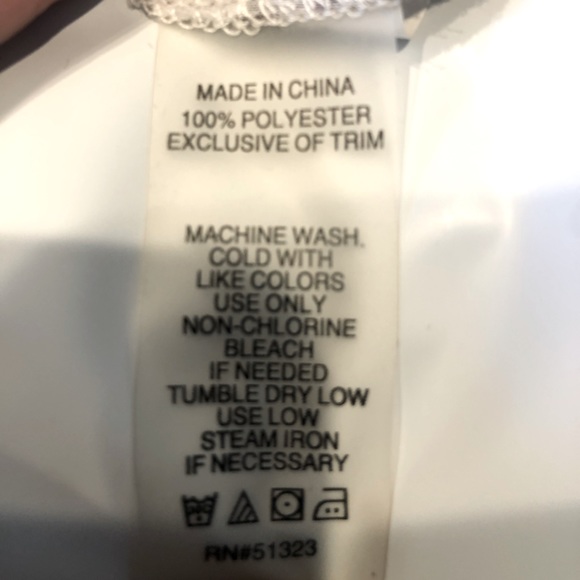 MADE IN CHINA
100% POLYESTER
EXCLUSIVE OF TRIM
MACHINE WASH,
COLD WITH
LIKE COLORS
USE ONLY
NON-CHLORINE
BLEACH
IF NEEDED
TUMBLE DRY LOW
USE LOW
STEAM IRON
IF NECESSARY
RN#51323